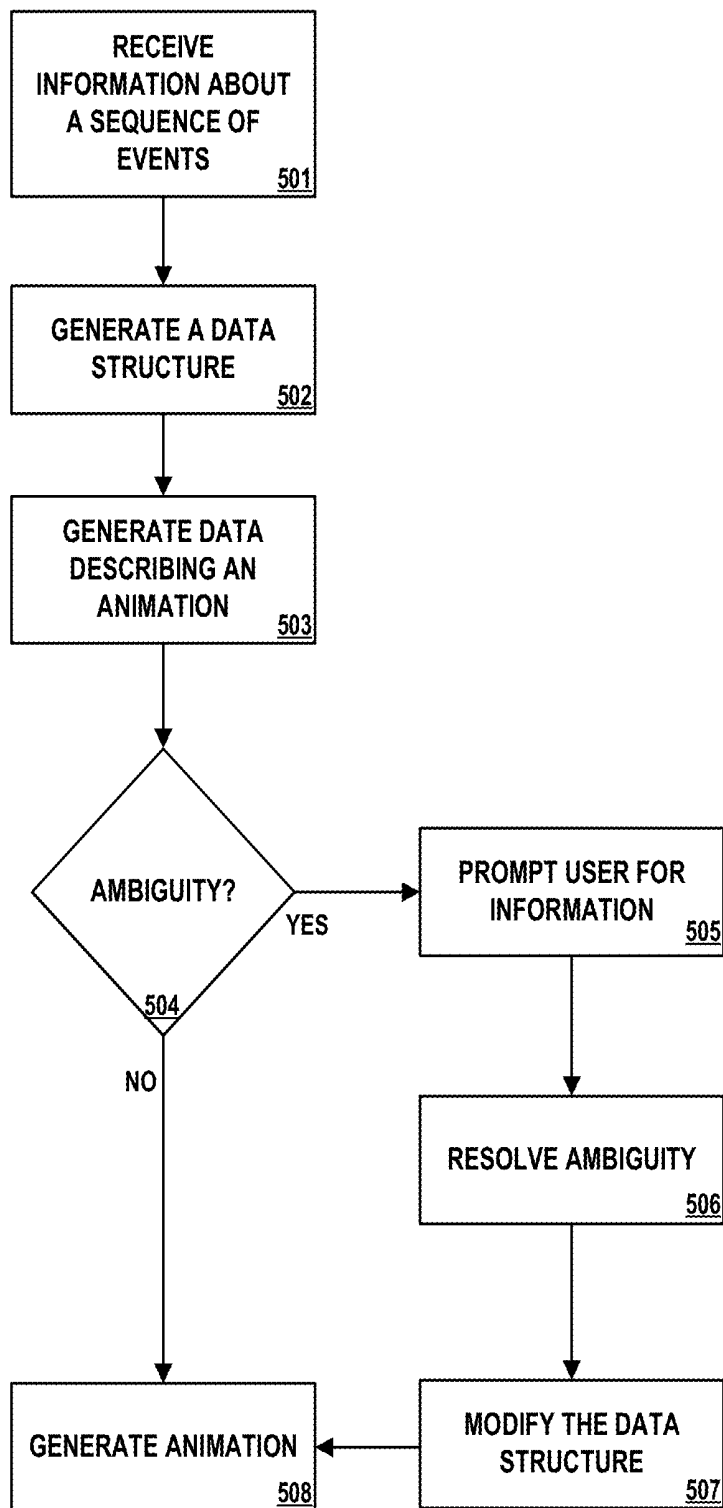 RECEIVE
INFORMATION ABOUT
A SEQUENCE OF
EVENTS
501
GENERATE A DATA
STRUCTURE
502
GENERATE DATA
DESCRIBING AN
ANIMATION
503
AMBIGUITY?
504
YES
NO
PROMPT USER FOR
INFORMATION
505
RESOLVE AMBIGUITY
506
MODIFY THE DATA
STRUCTURE
507
GENERATE ANIMATION
508